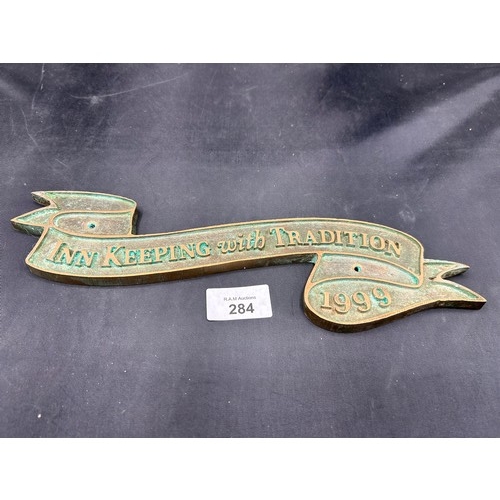 INN KEEPING with TRADITION
1999
R.A.M Auctions
284